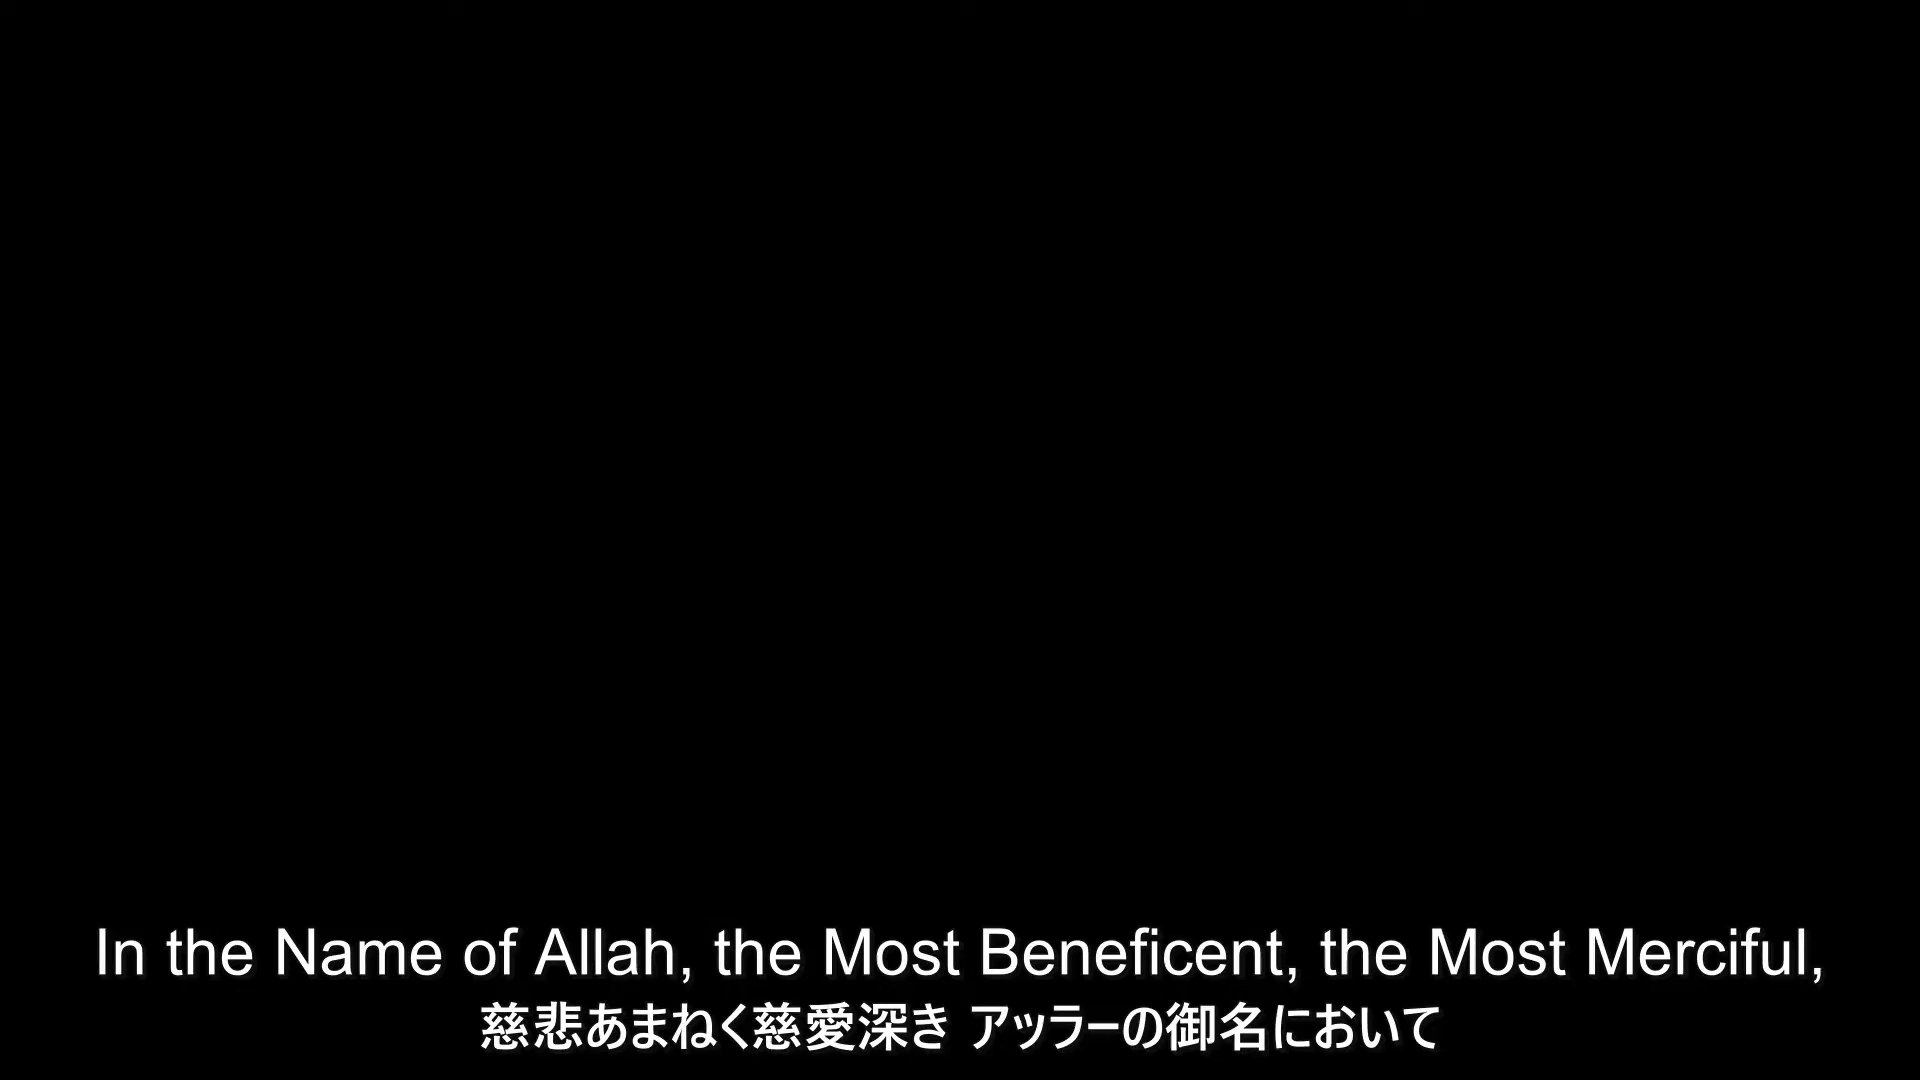 In the Name of Allah, the Most Beneficent, the Most Merciful,
慈悲あまねく慈愛深き アッラーの御名において